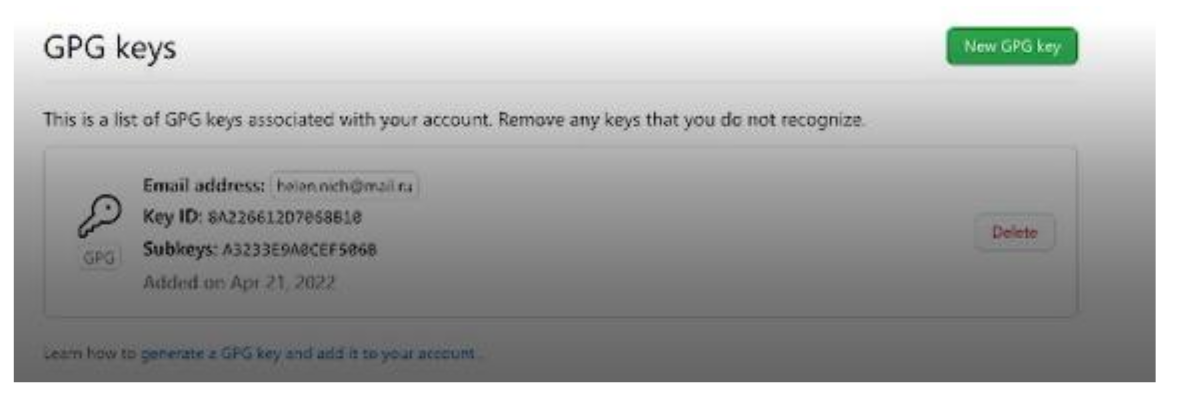 GPG keys
New GPG key
This is a list of GPG keys associated with your account. Remove any keys that you do not recognize.
Email address: helen.nich@mail.ru
Key ID: 8A226612D7068B10
Subkeys: A3233E9A0CEF506B
GPG
Added on Apr 21, 2022
Delete
Learn how to generate a GPG key and add it to your account.